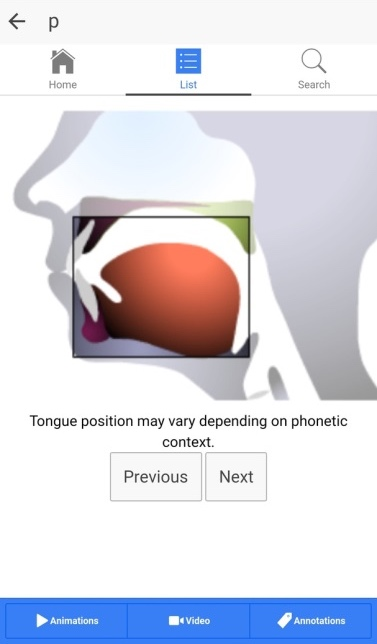 p
Home
List
Search
Tongue position may vary depending on phonetic
context.
Previous
Next
Animations
Video
Annotations